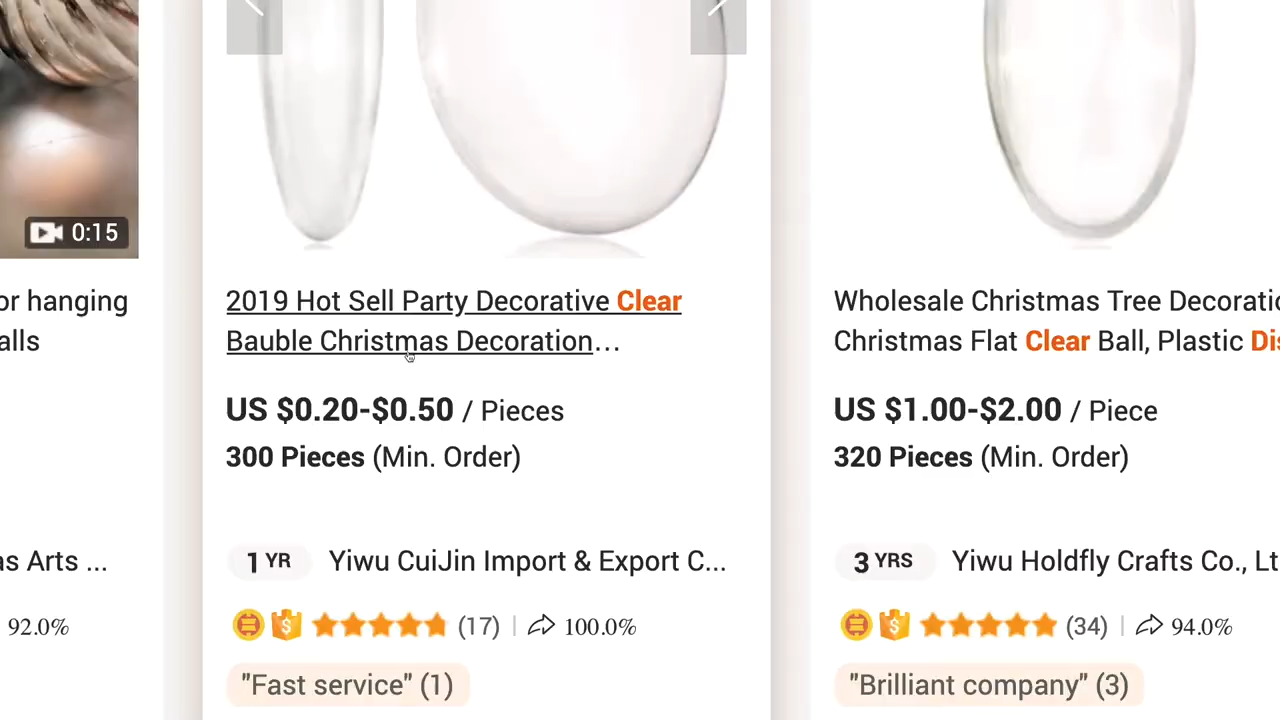 0:15
or hanging
alls
as Arts ...
92.0%
2019 Hot Sell Party Decorative Clear
Bauble Christmas Decoration...
US $0.20-$0.50 / Pieces
300 Pieces (Min. Order)
1 YR Yiwu CuiJin Import & Export C...
$ (17) | 100.0%
"Fast service" (1)
Wholesale Christmas Tree Decoratio
Christmas Flat Clear Ball, Plastic Dis
US $1.00-$2.00 / Piece
320 Pieces (Min. Order)
3 YRS Yiwu Holdfly Crafts Co., Lt
$ (34) | 94.0%
"Brilliant company" (3)